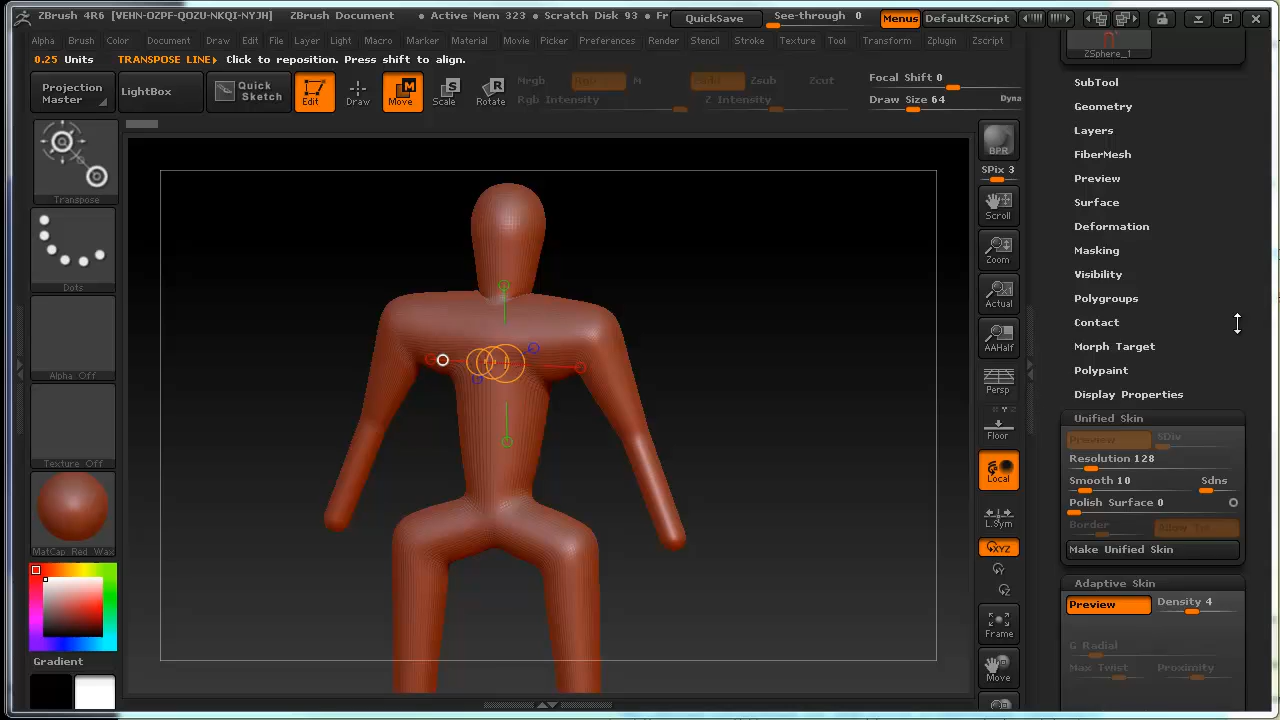 ZBrush 4R6 [VEHN-OZPF-QOZU-NKQI-NYJH] ZBrush Document • Active Mem 323 • Scratch Disk 93 • Fr QuickSave See-through 0 Menus DefaultZScript
Alpha Brush Color Document Draw Edit File Layer Light Macro Marker Material Movie Picker Preferences Render Stencil Stroke Texture Tool Transform Zplugin Zscript
0.25 Units TRANSPOSE LINE> Click to reposition. Press shift to align.
Projection Master
LightBox
Quick Sketch
Edit
Draw
Move
Scale
Rotate
Mrgb
M
Zsub
Zcut
Rgb Intensity
Z Intensity
Focal Shift 0
Draw Size 64
Dyna
Transpose
Dots
Alpha Off
Texture Off
MatCap Red Wax
Gradient
BPR
SPix 3
Scroll
Zoom
Actual
AAHalf
Persp
Floor
Local
L.Sym
XYZ
Y
Z
Frame
Move
ZSphere_1
SubTool
Geometry
Layers
FiberMesh
Preview
Surface
Deformation
Masking
Visibility
Polygroups
Contact
Morph Target
Polypaint
Display Properties
Unified Skin
Preview SDiv
Resolution 128
Smooth 10 Sdns
Polish Surface 0
Border
Make Unified Skin
Adaptive Skin
Preview Density 4
G Radial
Max Twist Proximity